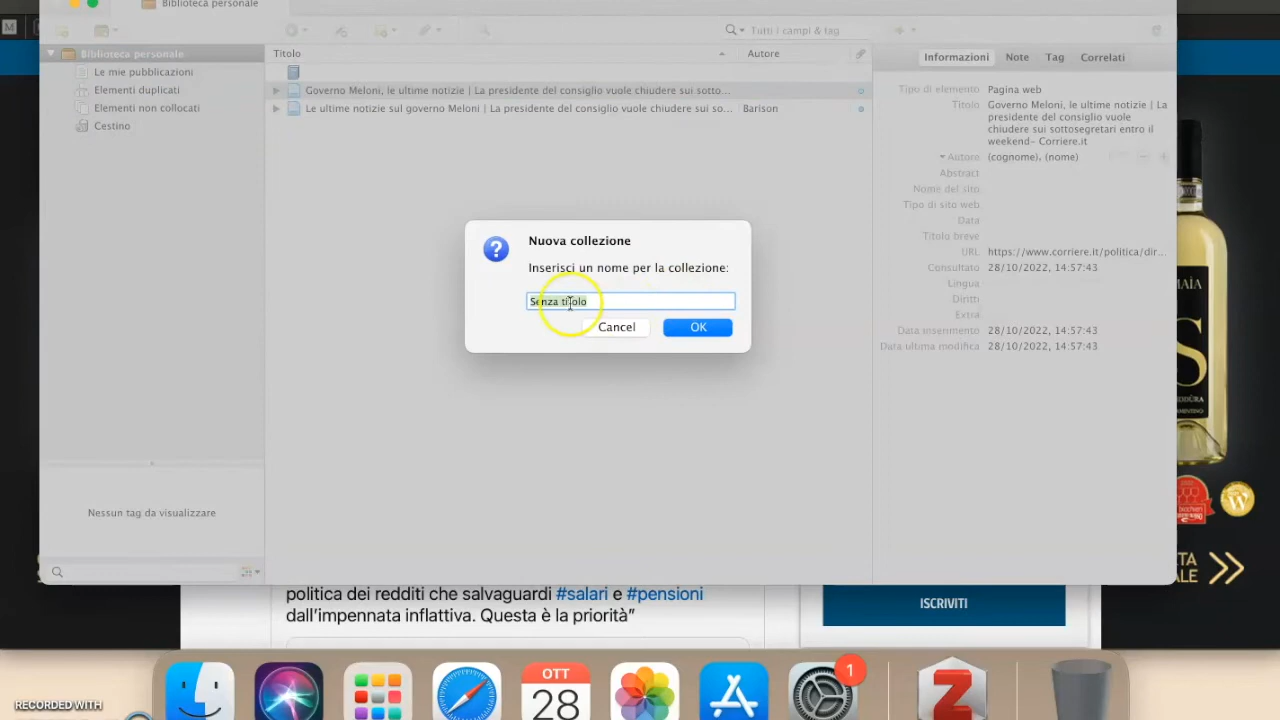 M
Biblioteca personale
Tutti i campi & tag
Biblioteca personale
Le mie pubblicazioni
Elementi duplicati
Elementi non collocati
Cestino
Titolo
Autore
Governo Meloni, le ultime notizie | La presidente del consiglio vuole chiudere sui sotto...
Le ultime notizie sul governo Meloni | La presidente del consiglio vuole chiudere sui so...
Barison
Informazioni
Note
Tag
Correlati
Tipo di elemento Pagina web
Titolo Governo Meloni, le ultime notizie | La
presidente del consiglio vuole
chiudere sui sottosegretari entro il
weekend- Corriere.it
Autore (cognome), (nome)
Abstract
Nome del sito
Tipo di sito web
Data
Titolo breve
URL https://www.corriere.it/politica/dir...
Consultato 28/10/2022, 14:57:43
Lingua
Diritti
Extra
Data inserimento 28/10/2022, 14:57:43
Data ultima modifica 28/10/2022, 14:57:43
Nuova collezione
Inserisci un nome per la collezione:
Senza titolo
Cancel
OK
Nessun tag da visualizzare
politica dei redditi che salvaguardi #salari e #pensioni
dall’impennata inflattiva. Questa è la priorità”
ISCRIVITI
OTT
28
1
Z
RECORDED WITH